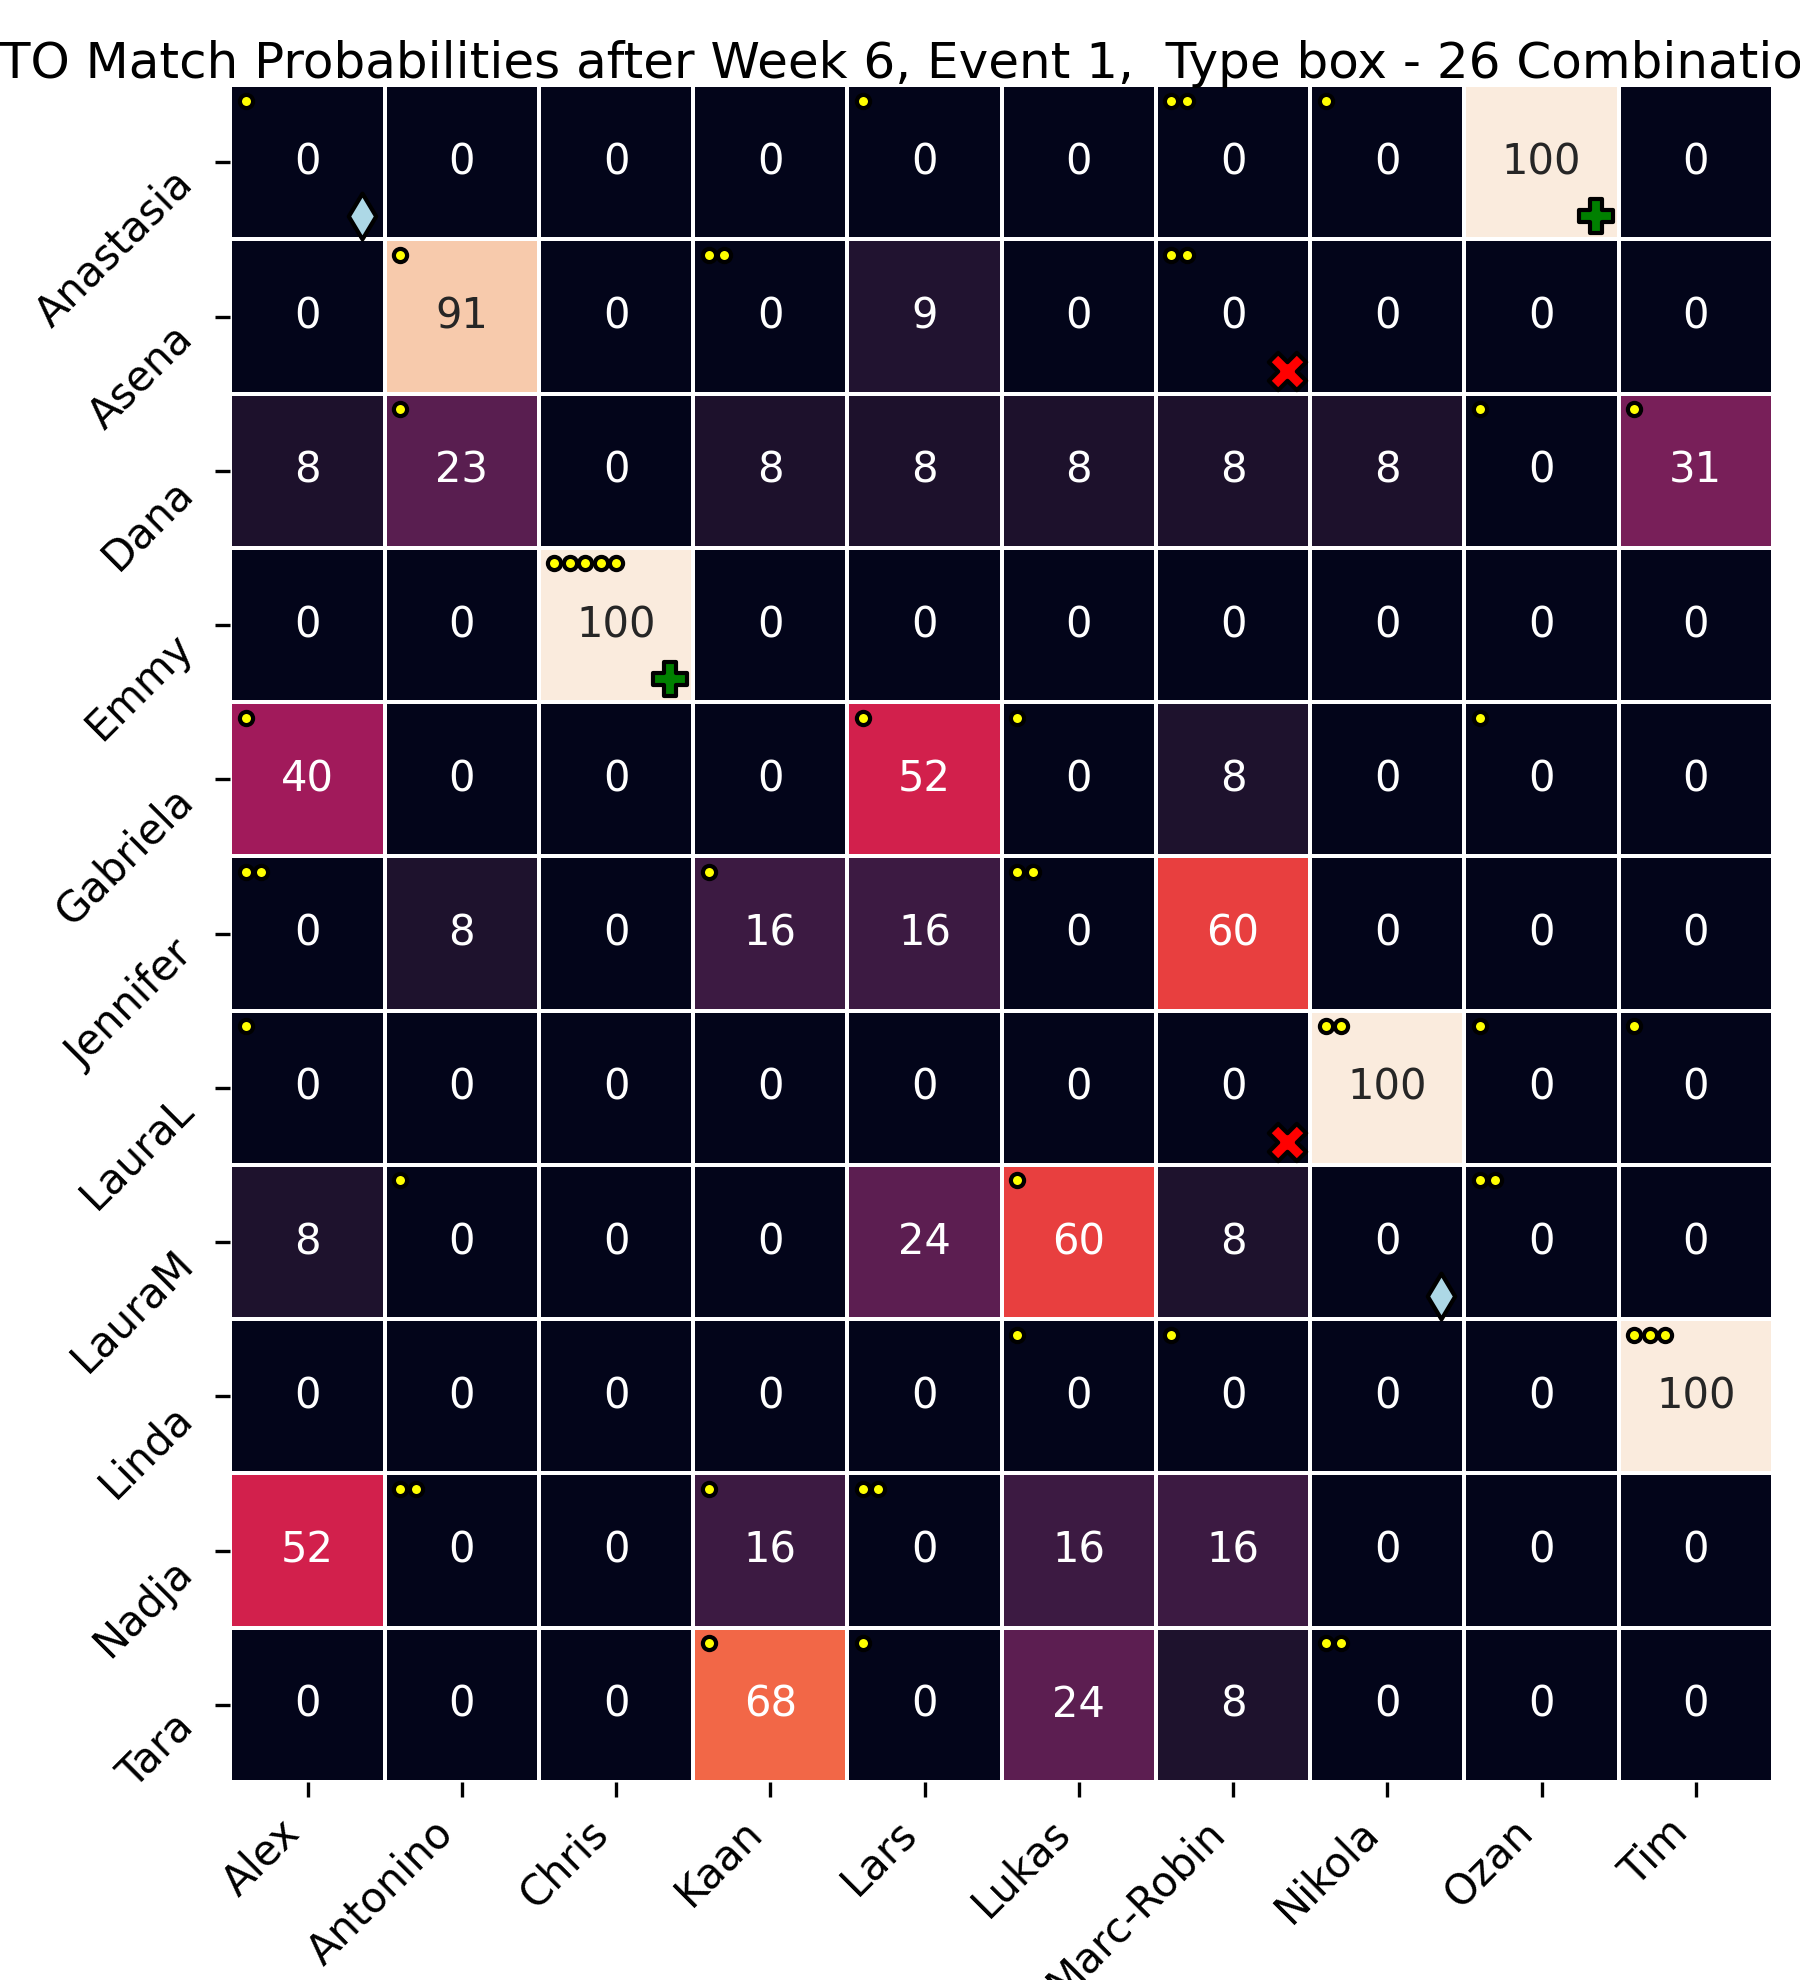 TO Match Probabilities after Week 6, Event 1, Type box - 26 Combinatio
Anastasia 0 0 0 0 0 0 0 0 100 0
Asena 0 91 0 0 9 0 0 0 0 0
Dana 8 23 0 8 8 8 8 8 0 31
Emmy 0 0 100 0 0 0 0 0 0 0
Gabriela 40 0 0 0 52 0 8 0 0 0
Jennifer 0 8 0 16 16 0 60 0 0 0
LauraL 0 0 0 0 0 0 0 100 0 0
LauraM 8 0 0 0 24 60 8 0 0 0
Linda 0 0 0 0 0 0 0 0 0 100
Nadja 52 0 0 16 0 16 16 0 0 0
Tara 0 0 0 68 0 24 8 0 0 0
Alex Antonino Chris Kaan Lars Lukas Marc-Robin Nikola Ozan Tim